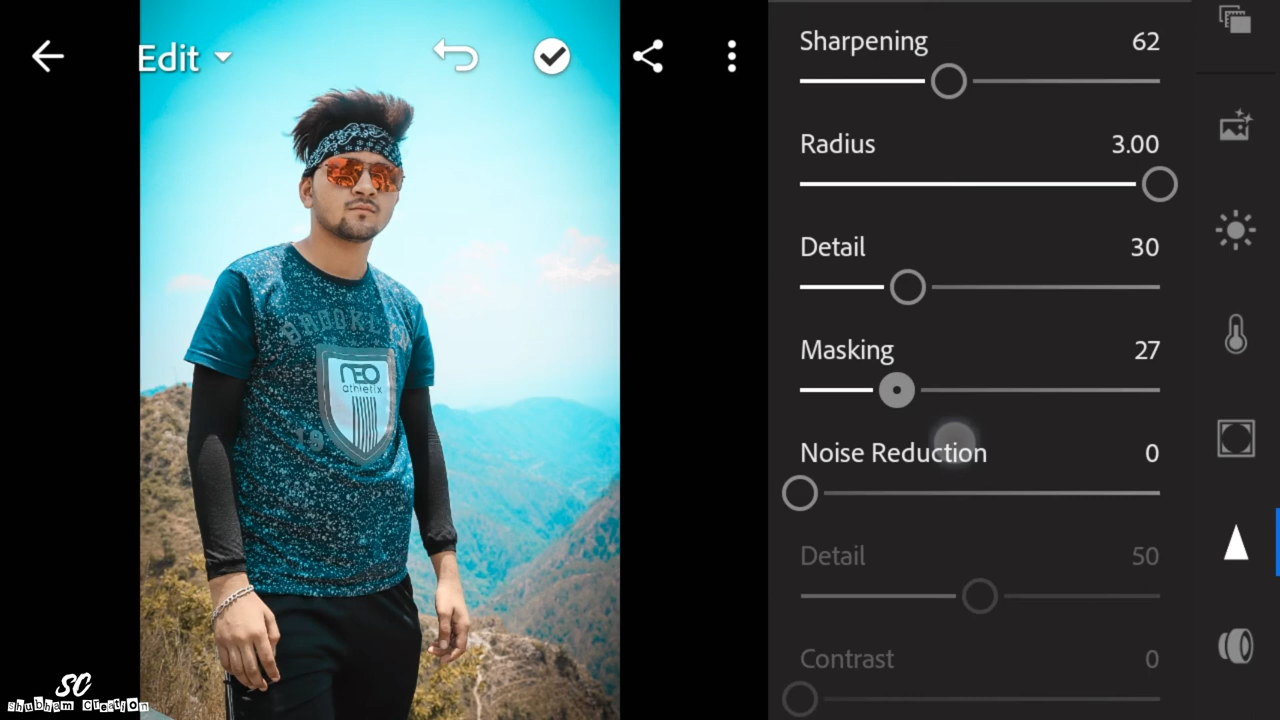 Edit
Sharpening 62
Radius 3.00
Detail 30
Masking 27
Noise Reduction 0
Detail 50
Contrast 0
BROOKLYN
NEO
athletix
19
SC
Shubham Creation